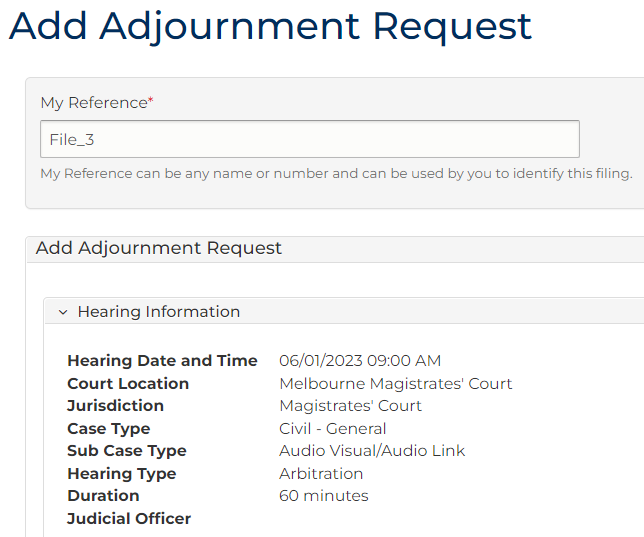 Add Adjournment Request
My Reference*
File_3
My Reference can be any name or number and can be used by you to identify this filing.
Add Adjournment Request
Hearing Information
Hearing Date and Time 06/01/2023 09:00 AM
Court Location Melbourne Magistrates' Court
Jurisdiction Magistrates' Court
Case Type Civil - General
Sub Case Type Audio Visual/Audio Link
Hearing Type Arbitration
Duration 60 minutes
Judicial Officer